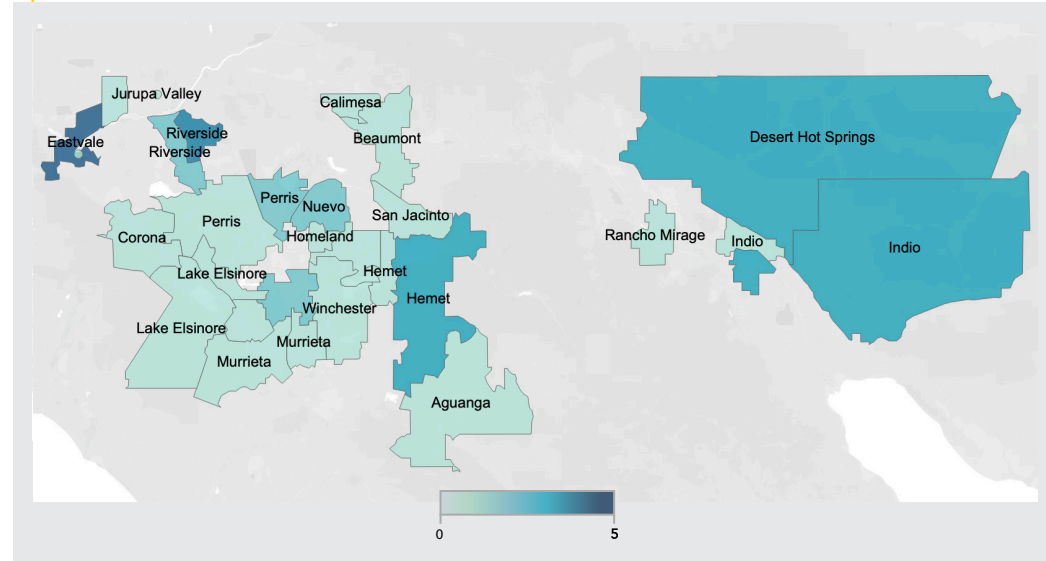 Jurupa Valley
Calimesa
Riverside
Beaumont
Desert Hot Springs
Eastvale
Riverside
Perris
Nuevo
Perris
San Jacinto
Corona
Homeland
Rancho Mirage
Indio
Indio
Lake Elsinore
Hemet
Hemet
Winchester
Lake Elsinore
Murrieta
Murrieta
Aguanga
0
5